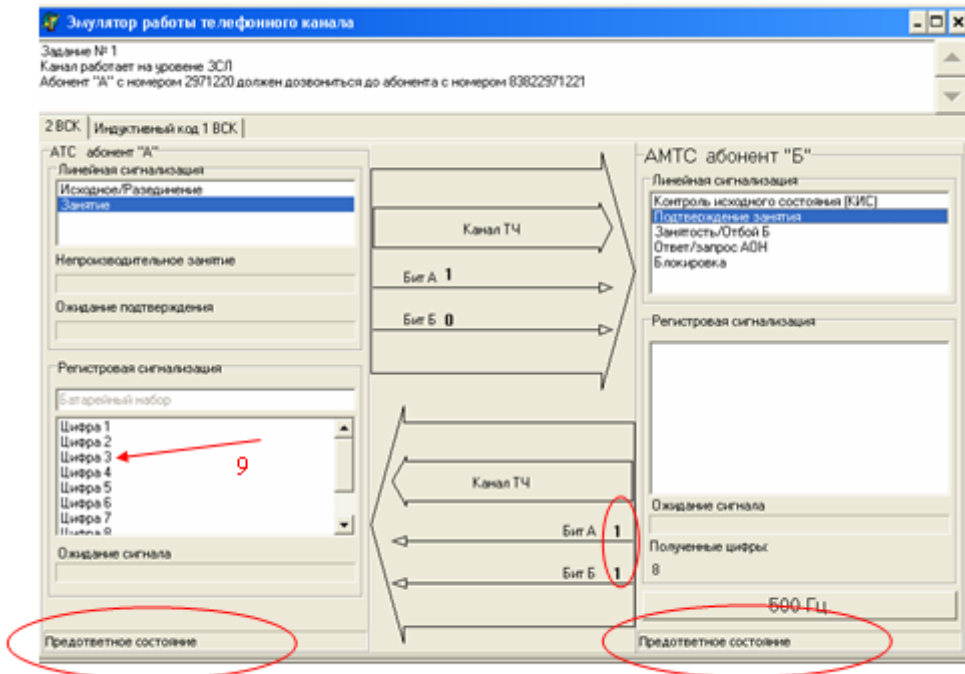 Эмулятор работы телефонного канала
Задание № 1
Канал работает на уровене ЗСЛ
Абонент "А" с номером 2971220 должен дозвониться до абонента с номером 83822971221
2 ВСК
Индуктивный код 1 ВСК
АТС абонент "А"
Линейная сигнализация
Исходное/Разединение
Занятие
Непроизводительное занятие
Ожидание подтверждения
Регистровая сигнализация
Батарейный набор
Цифра 1
Цифра 2
Цифра 3
Цифра 4
Цифра 5
Цифра 6
Цифра 7
Цифра 8
9
Ожидание сигнала
Предответное состояние
Канал ТЧ
Бит А 1
Бит Б 0
Канал ТЧ
Бит А 1
Бит Б 1
АМТС абонент "Б"
Линейная сигнализация
Контроль исходного состояния (КИС)
Подтверждение занятия
Занятость/Отбой Б
Ответ/запрос АОН
Блокировка
Регистровая сигнализация
Ожидание сигнала
Полученные цифры:
8
500 Гц
Предответное состояние